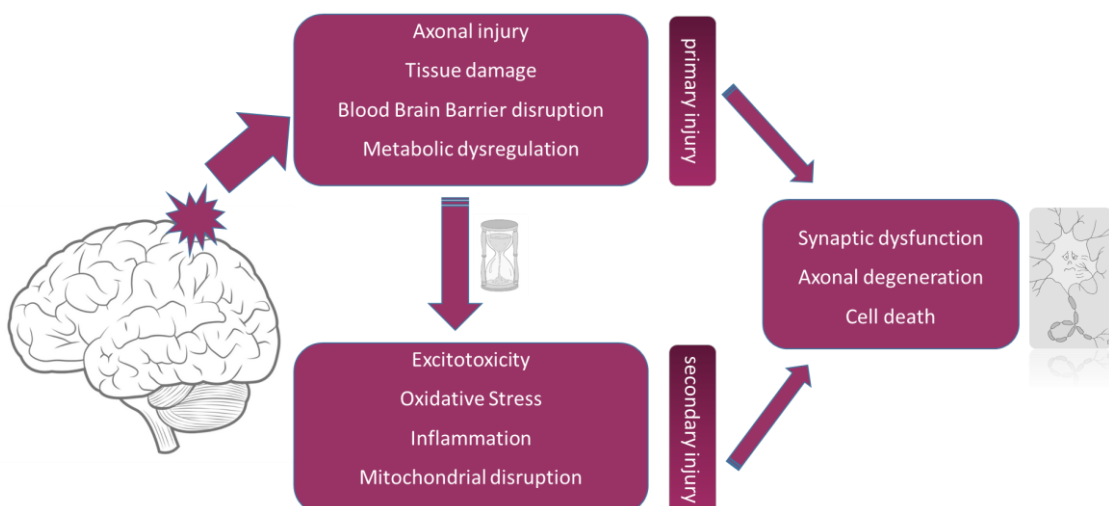 Axonal injury
Tissue damage
Blood Brain Barrier disruption
Metabolic dysregulation
primary injury
Synaptic dysfunction
Axonal degeneration
Cell death
Excitotoxicity
Oxidative Stress
Inflammation
Mitochondrial disruption
secondary injury